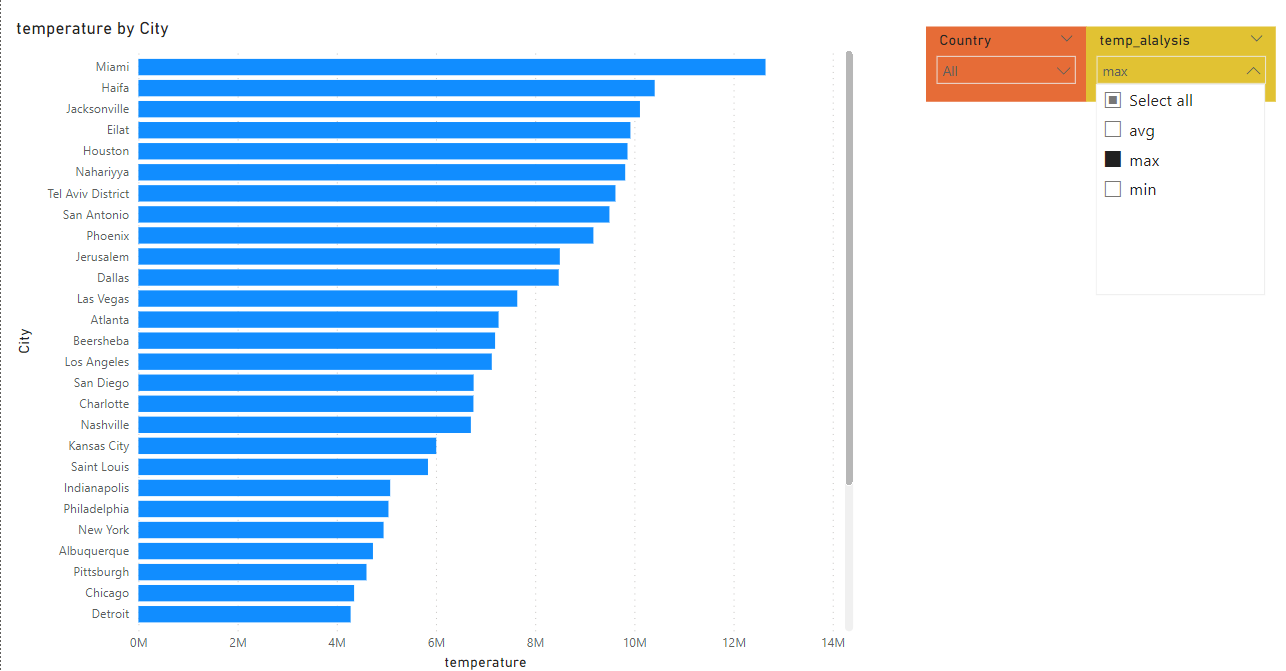 temperature by City
Miami
Haifa
Jacksonville
Eilat
Houston
Nahariyya
Tel Aviv District
San Antonio
Phoenix
Jerusalem
Dallas
Las Vegas
Atlanta
Beersheba
Los Angeles
San Diego
Charlotte
Nashville
Kansas City
Saint Louis
Indianapolis
Philadelphia
New York
Albuquerque
Pittsburgh
Chicago
Detroit
City
0M 2M 4M 6M 8M 10M 12M 14M
temperature
Country
All
temp_alalysis
max
Select all
avg
max
min